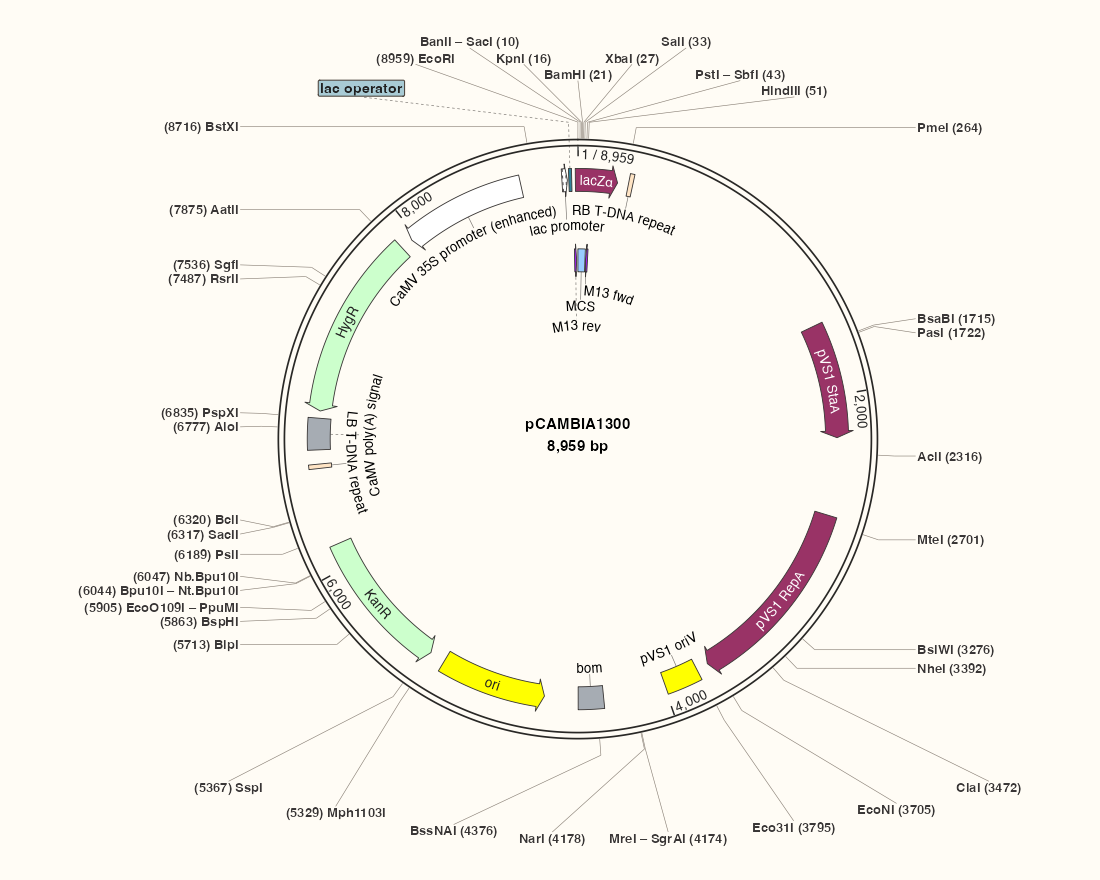 BanII – SacI (10)
SalI (33)
(8959) EcoRI
KpnI (16)
XbaI (27)
BamHI (21)
PstI – SbfI (43)
HindIII (51)
lac operator
(8716) BstXI
PmeI (264)
1 / 8,959
lacZα
RB T-DNA repeat
lac promoter
CaMV 35S promoter (enhanced)
8,000
(7875) AatII
(7536) SgfI
(7487) RsrII
HygR
M13 fwd
MCS
M13 rev
BsaBI (1715)
PasI (1722)
pVS1 StaA
2,000
(6835) PspXI
(6777) AloI
CaMV poly(A) signal
LB T-DNA repeat
pCAMBIA1300
8,959 bp
AclI (2316)
(6320) BclI
(6317) SacII
(6189) PsiI
MteI (2701)
(6047) Nb.Bpu10I
(6044) Bpu10I – Nt.Bpu10I
(5905) EcoO109I – PpuMI
(5863) BspHI
(5713) BlpI
6,000
KanR
pVS1 RepA
BsiWI (3276)
NheI (3392)
pVS1 oriV
bom
ori
4,000
(5367) SspI
(5329) Mph1103I
BssNAI (4376)
NarI (4178)
MreI – SgrAI (4174)
Eco31I (3795)
EcoNI (3705)
ClaI (3472)